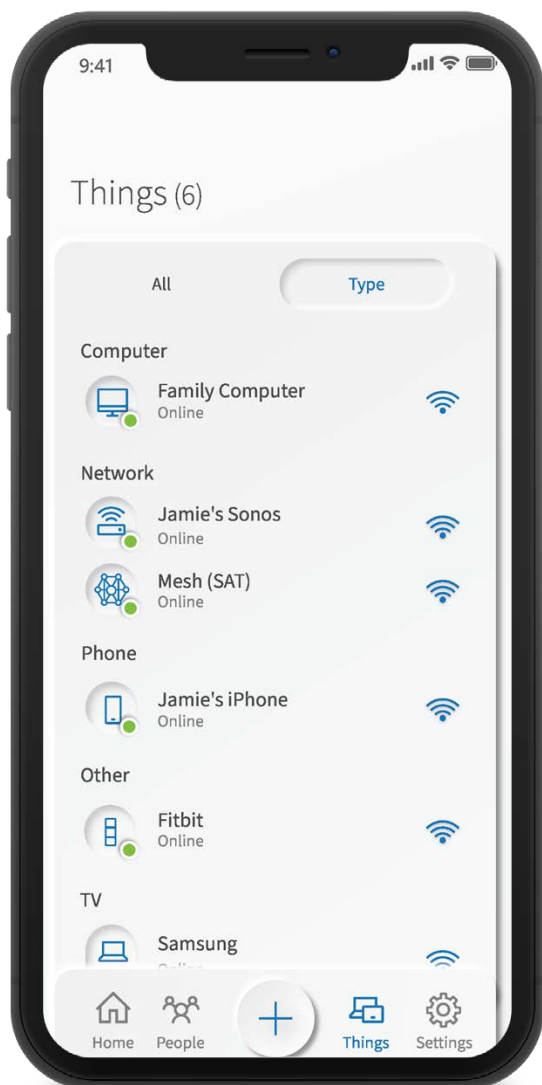 9:41
Things (6)
All
Type
Computer
Family Computer
Online
Network
Jamie's Sonos
Online
Mesh (SAT)
Online
Phone
Jamie's iPhone
Online
Other
Fitbit
Online
TV
Samsung
Home People Things Settings